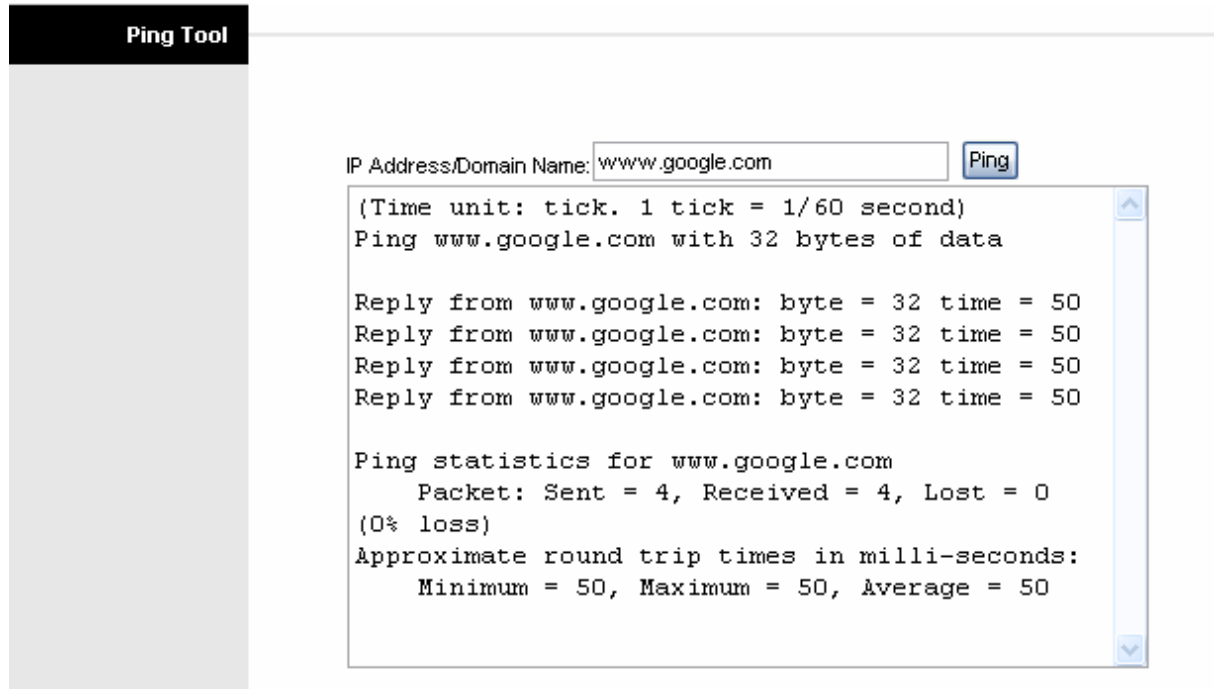 Ping Tool
IP Address/Domain Name: www.google.com Ping
(Time unit: tick. 1 tick = 1/60 second)
Ping www.google.com with 32 bytes of data
Reply from www.google.com: byte = 32 time = 50
Reply from www.google.com: byte = 32 time = 50
Reply from www.google.com: byte = 32 time = 50
Reply from www.google.com: byte = 32 time = 50
Ping statistics for www.google.com
Packet: Sent = 4, Received = 4, Lost = 0
(0% loss)
Approximate round trip times in milli-seconds:
Minimum = 50, Maximum = 50, Average = 50